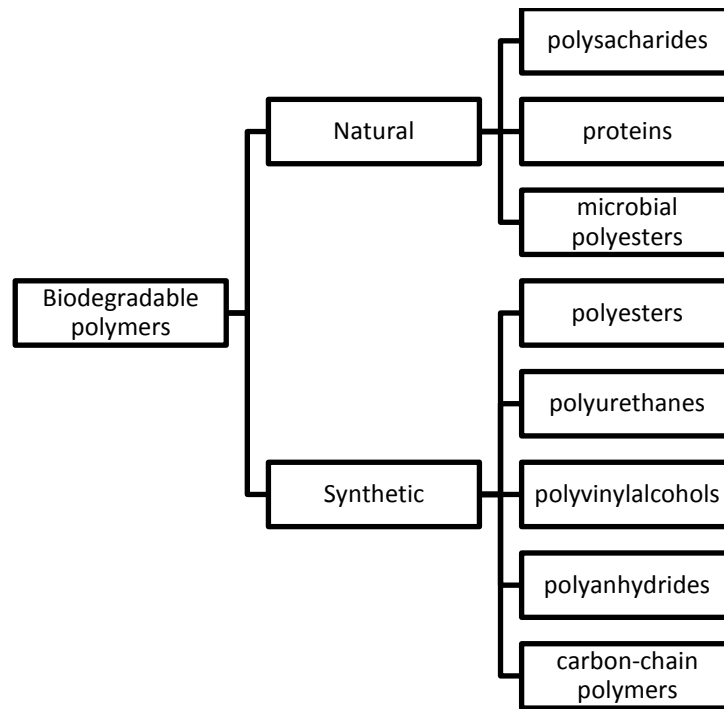 polysacharides
Natural
proteins
microbial
polyesters
Biodegradable
polymers
polyesters
polyurethanes
Synthetic
polyvinylalcohols
polyanhydrides
carbon-chain
polymers